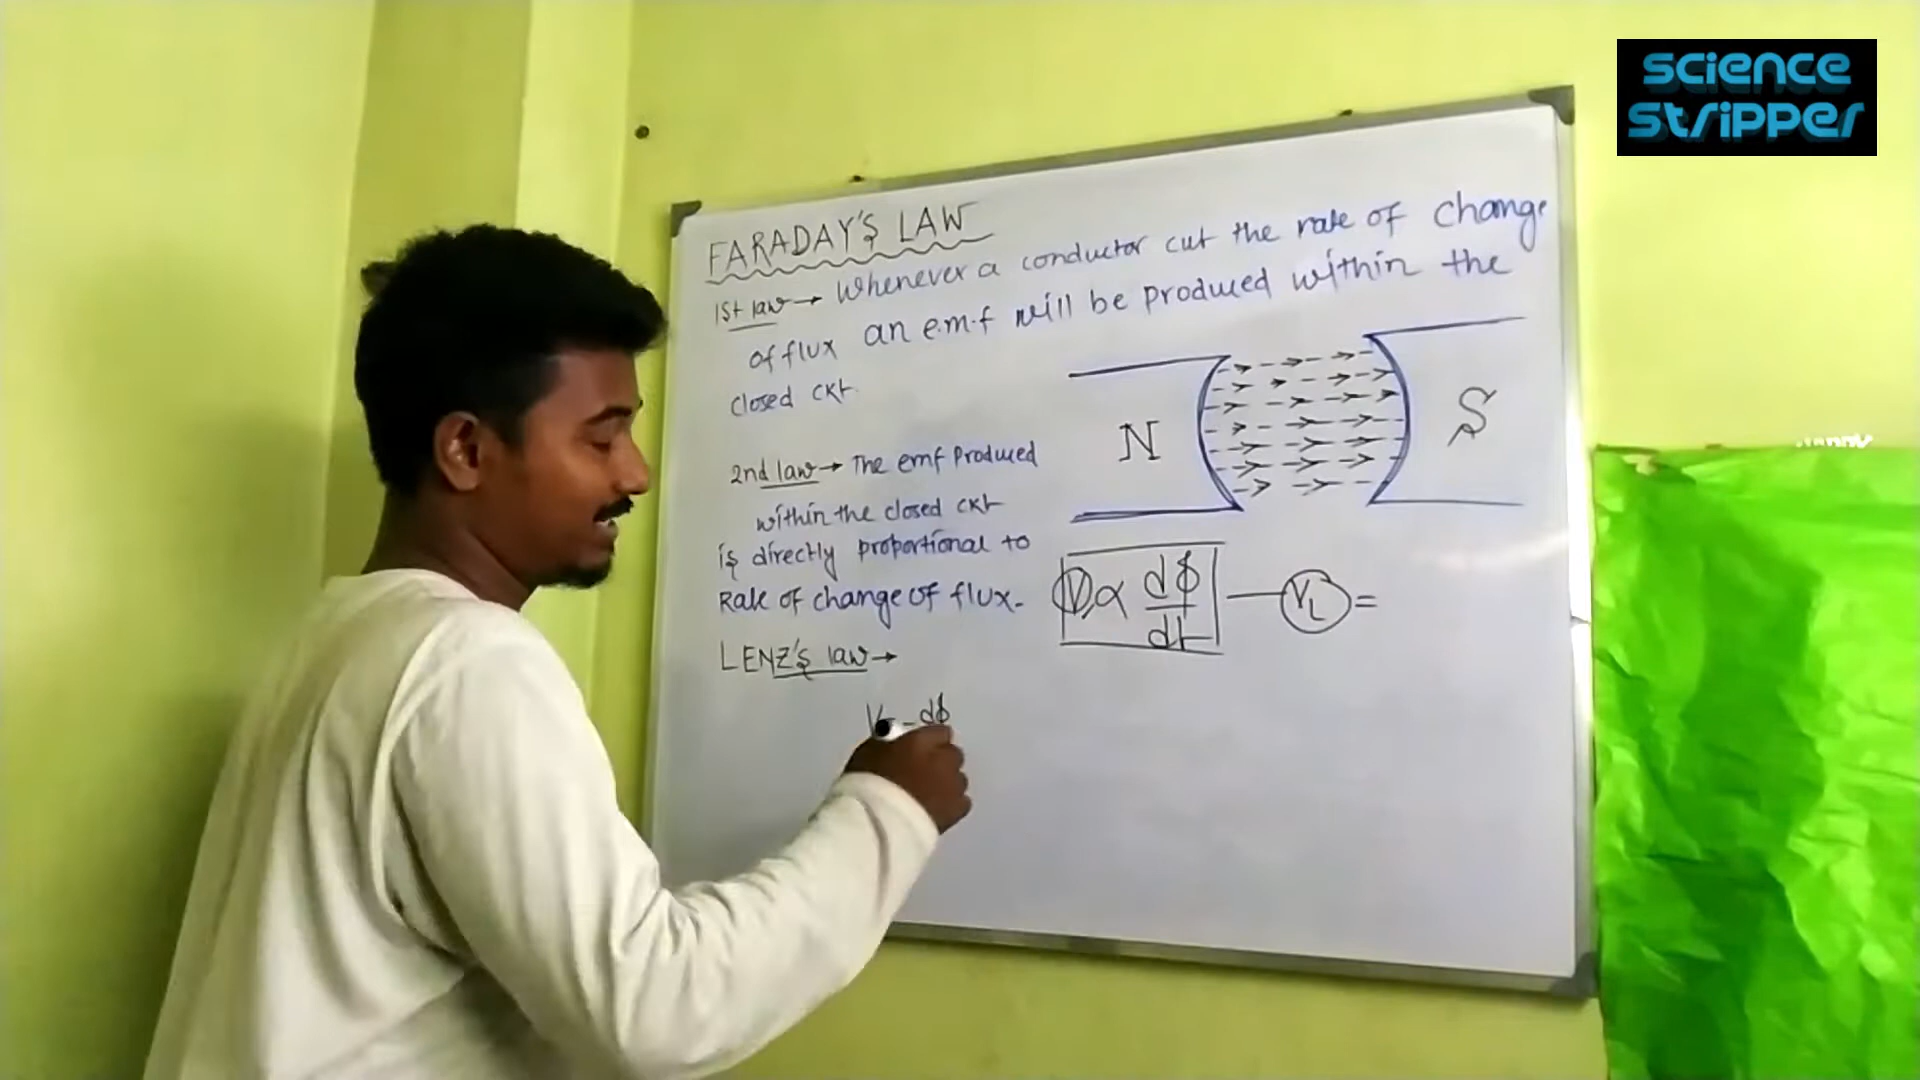 science
stripper
FARADAY'S LAW
1st law → Whenever a conductor cut the rate of change
of flux an e.m.f will be produced within the
closed ckt.
N
S
2nd law → The emf Produced
within the closed ckt
is directly proportional to
Rate of change of flux.
V ∝ dϕ/dt — V_L =
LENZ'S law →
V = - dϕ